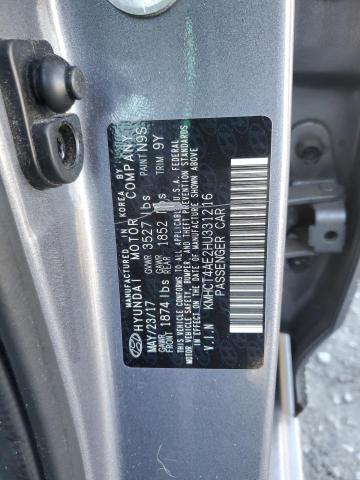 MANUFACTURED IN KOREA BY
HYUNDAI MOTOR COMPANY
MAY/23/17 GVWR 3527 lbs PAINT N9S
GAWR FRONT 1874 lbs GAWR REAR 1852 lbs TRIM 9Y
THIS VEHICLE CONFORMS TO ALL APPLICABLE U.S.A. FEDERAL
MOTOR VEHICLE SAFETY, BUMPER, AND THEFT PREVENTION
STANDARDS IN EFFECT ON THE DATE OF MANUFACTURE SHOWN ABOVE.
V.I.N : KMHCT4AE2HU331216
PASSENGER CAR